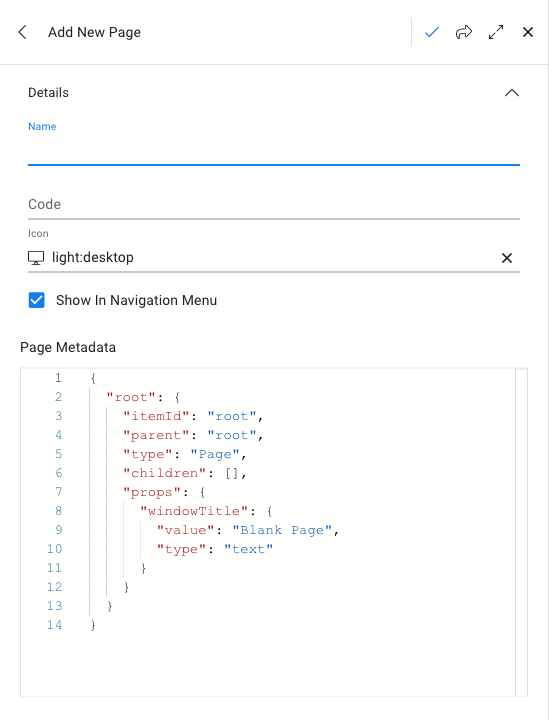 Add New Page
Details
Name
Code
Icon
light:desktop
Show In Navigation Menu
Page Metadata
1 {
2 "root": {
3 "itemId": "root",
4 "parent": "root",
5 "type": "Page",
6 "children": [],
7 "props": {
8 "windowTitle": {
9 "value": "Blank Page",
10 "type": "text"
11 }
12 }
13 }
14 }